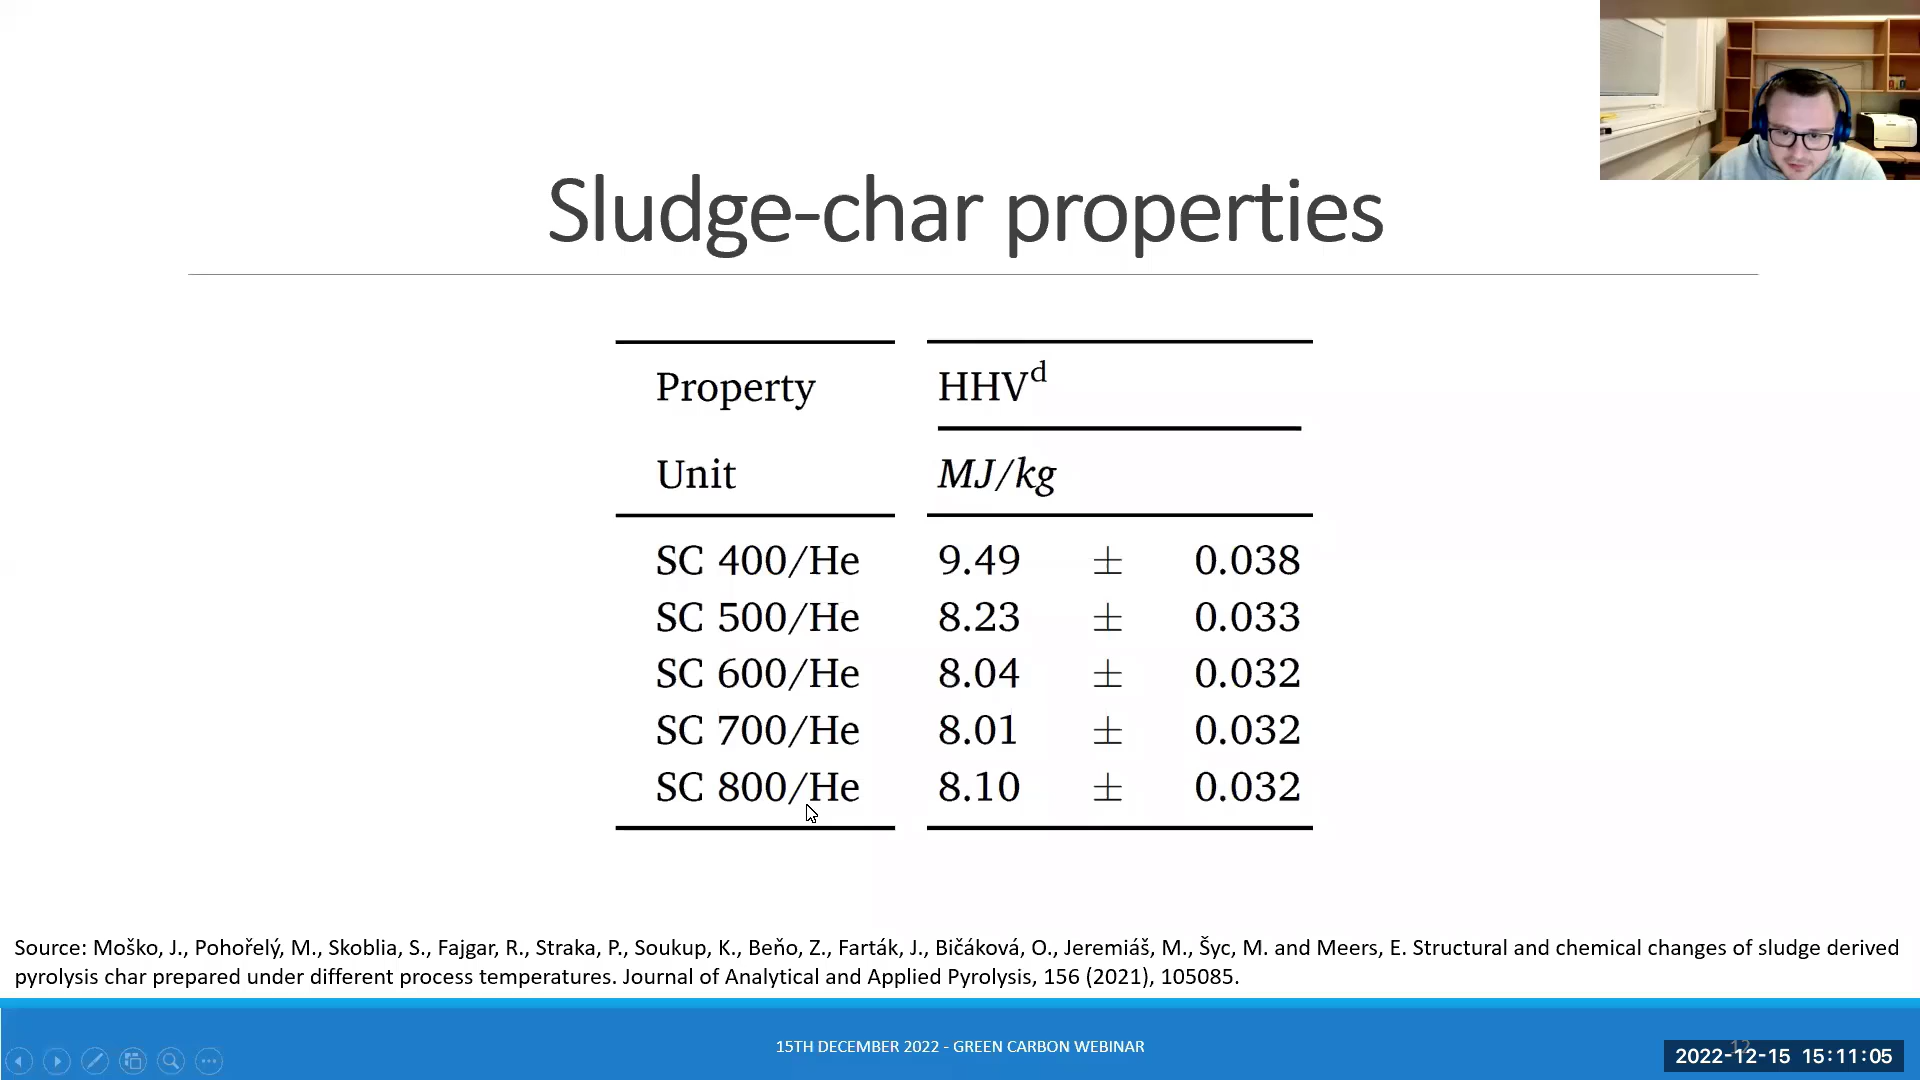 Sludge-char properties
Property HHVᵈ
Unit MJ/kg
SC 400/He 9.49 ± 0.038
SC 500/He 8.23 ± 0.033
SC 600/He 8.04 ± 0.032
SC 700/He 8.01 ± 0.032
SC 800/He 8.10 ± 0.032
Source: Moško, J., Pohořelý, M., Skoblia, S., Fajgar, R., Straka, P., Soukup, K., Beňo, Z., Farták, J., Bičáková, O., Jeremiáš, M., Šyc, M. and Meers, E. Structural and chemical changes of sludge derived
pyrolysis char prepared under different process temperatures. Journal of Analytical and Applied Pyrolysis, 156 (2021), 105085.
15TH DECEMBER 2022 - GREEN CARBON WEBINAR
12
2022-12-15 15:11:05